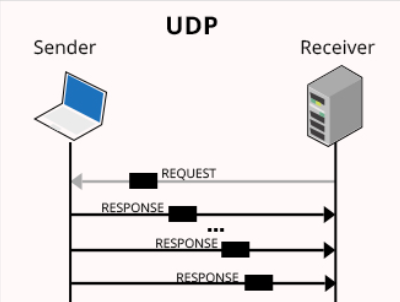 UDP
Sender
Receiver
REQUEST
RESPONSE
...
RESPONSE
RESPONSE